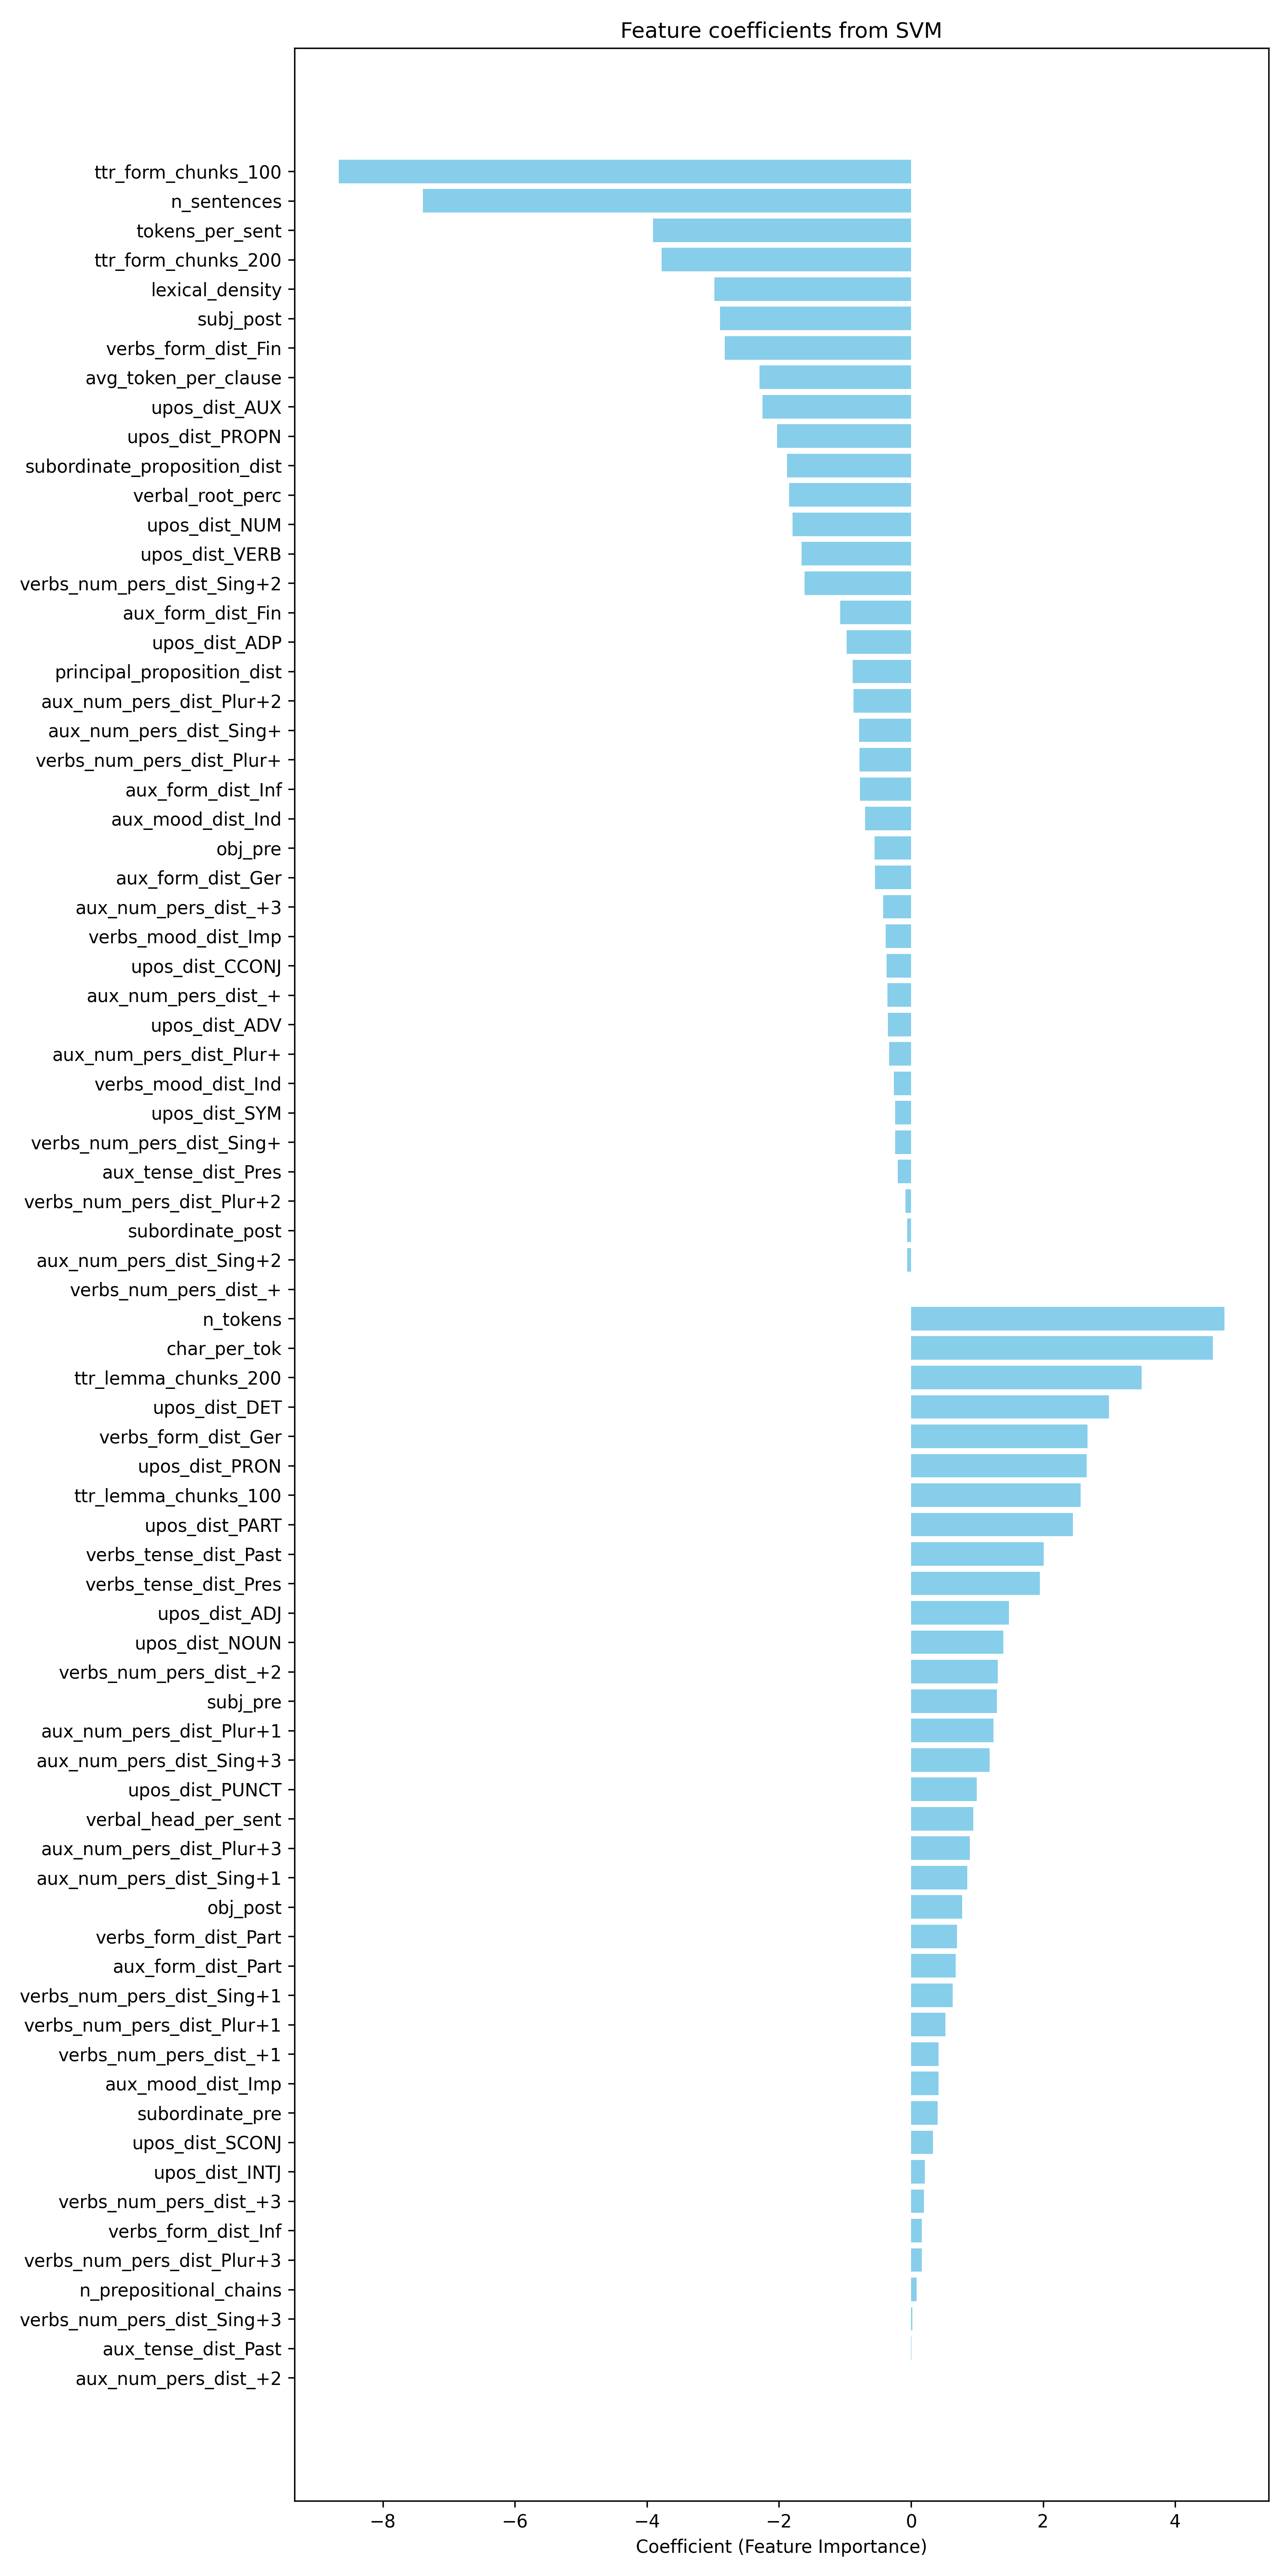 Feature coefficients from SVM
ttr_form_chunks_100
n_sentences
tokens_per_sent
ttr_form_chunks_200
lexical_density
subj_post
verbs_form_dist_Fin
avg_token_per_clause
upos_dist_AUX
upos_dist_PROPN
subordinate_proposition_dist
verbal_root_perc
upos_dist_NUM
upos_dist_VERB
verbs_num_pers_dist_Sing+2
aux_form_dist_Fin
upos_dist_ADP
principal_proposition_dist
aux_num_pers_dist_Plur+2
aux_num_pers_dist_Sing+
verbs_num_pers_dist_Plur+
aux_form_dist_Inf
aux_mood_dist_Ind
obj_pre
aux_form_dist_Ger
aux_num_pers_dist_+3
verbs_mood_dist_Imp
upos_dist_CCONJ
aux_num_pers_dist_+
upos_dist_ADV
aux_num_pers_dist_Plur+
verbs_mood_dist_Ind
upos_dist_SYM
verbs_num_pers_dist_Sing+
aux_tense_dist_Pres
verbs_num_pers_dist_Plur+2
subordinate_post
aux_num_pers_dist_Sing+2
verbs_num_pers_dist_+
n_tokens
char_per_tok
ttr_lemma_chunks_200
upos_dist_DET
verbs_form_dist_Ger
upos_dist_PRON
ttr_lemma_chunks_100
upos_dist_PART
verbs_tense_dist_Past
verbs_tense_dist_Pres
upos_dist_ADJ
upos_dist_NOUN
verbs_num_pers_dist_+2
subj_pre
aux_num_pers_dist_Plur+1
aux_num_pers_dist_Sing+3
upos_dist_PUNCT
verbal_head_per_sent
aux_num_pers_dist_Plur+3
aux_num_pers_dist_Sing+1
obj_post
verbs_form_dist_Part
aux_form_dist_Part
verbs_num_pers_dist_Sing+1
verbs_num_pers_dist_Plur+1
verbs_num_pers_dist_+1
aux_mood_dist_Imp
subordinate_pre
upos_dist_SCONJ
upos_dist_INTJ
verbs_num_pers_dist_+3
verbs_form_dist_Inf
verbs_num_pers_dist_Plur+3
n_prepositional_chains
verbs_num_pers_dist_Sing+3
aux_tense_dist_Past
aux_num_pers_dist_+2
−8 −6 −4 −2 0 2 4
Coefficient (Feature Importance)